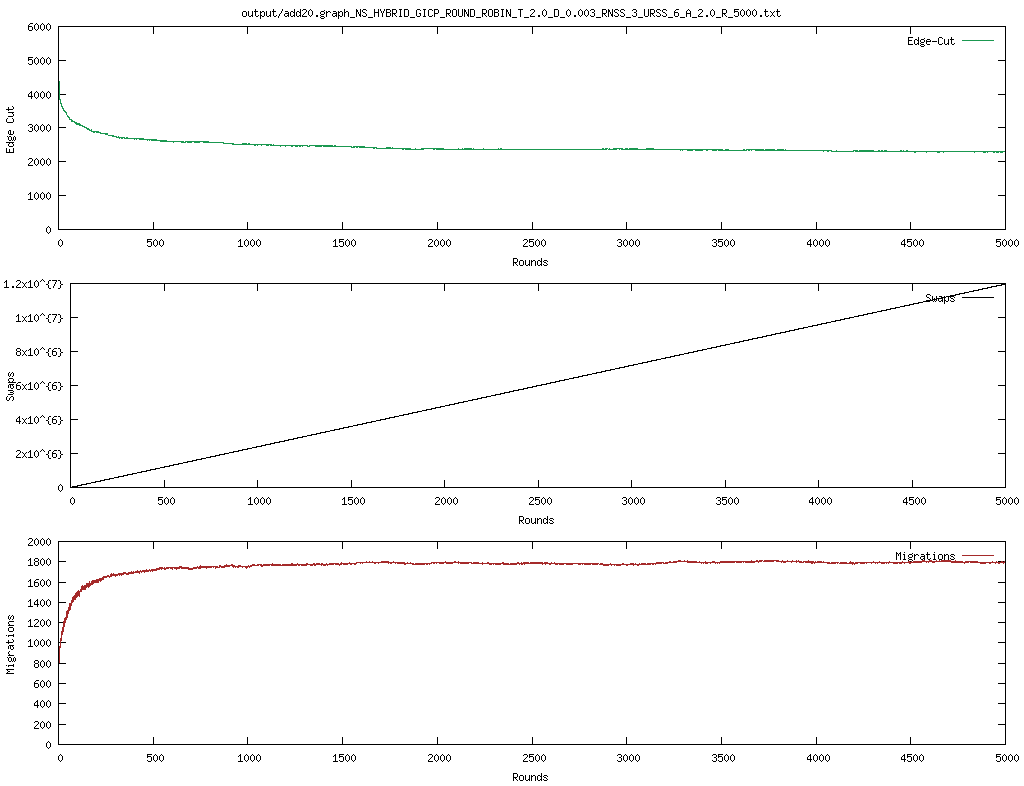 output/add20.graph_NS_HYBRID_GICP_ROUND_ROBIN_T_2.0_D_0.003_RNSS_3_URSS_6_A_2.0_R_5000.txt
6000
5000
4000
3000
2000
1000
0
Edge Cut
Edge-Cut
0 500 1000 1500 2000 2500 3000 3500 4000 4500 5000
Rounds
1.2x10^{7}
1x10^{7}
8x10^{6}
6x10^{6}
4x10^{6}
2x10^{6}
0
Swaps
Swaps
0 500 1000 1500 2000 2500 3000 3500 4000 4500 5000
Rounds
2000
1800
1600
1400
1200
1000
800
600
400
200
0
Migrations
Migrations
0 500 1000 1500 2000 2500 3000 3500 4000 4500 5000
Rounds